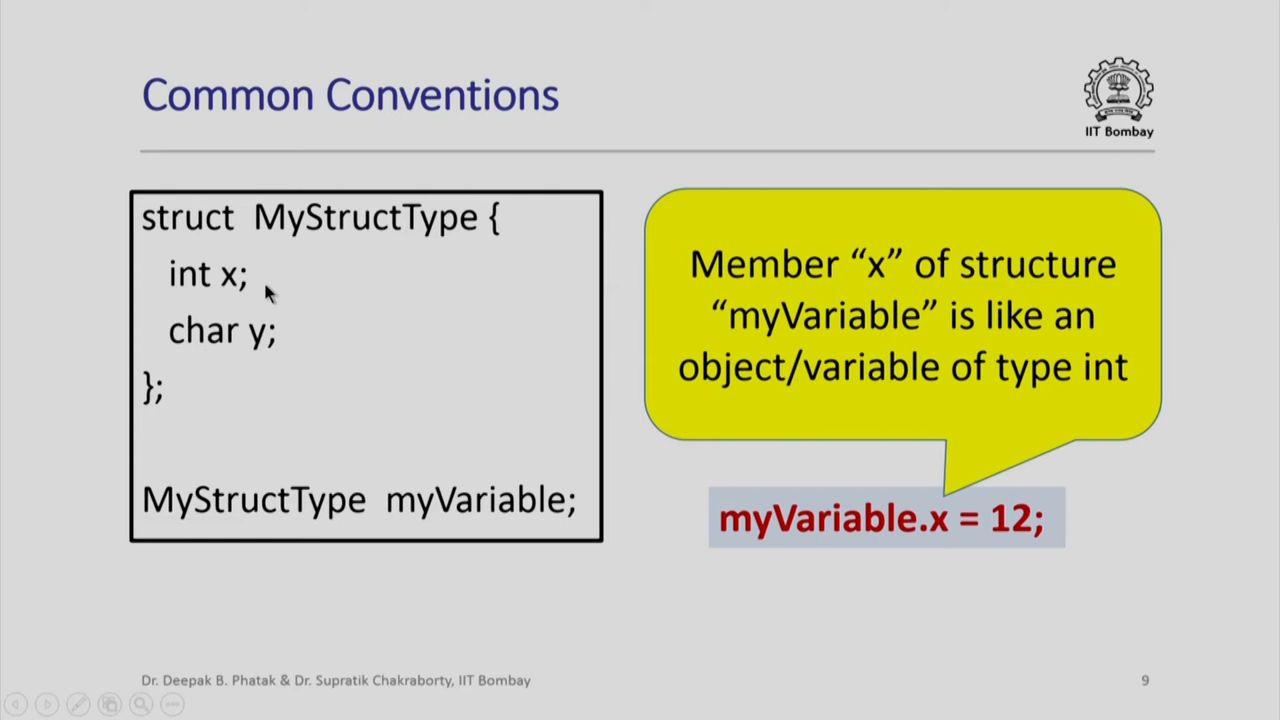 Common Conventions
IIT Bombay
struct MyStructType {
int x;
char y;
};
MyStructType myVariable;
Member “x” of structure
“myVariable” is like an
object/variable of type int
myVariable.x = 12;
Dr. Deepak B. Phatak & Dr. Supratik Chakraborty, IIT Bombay
9